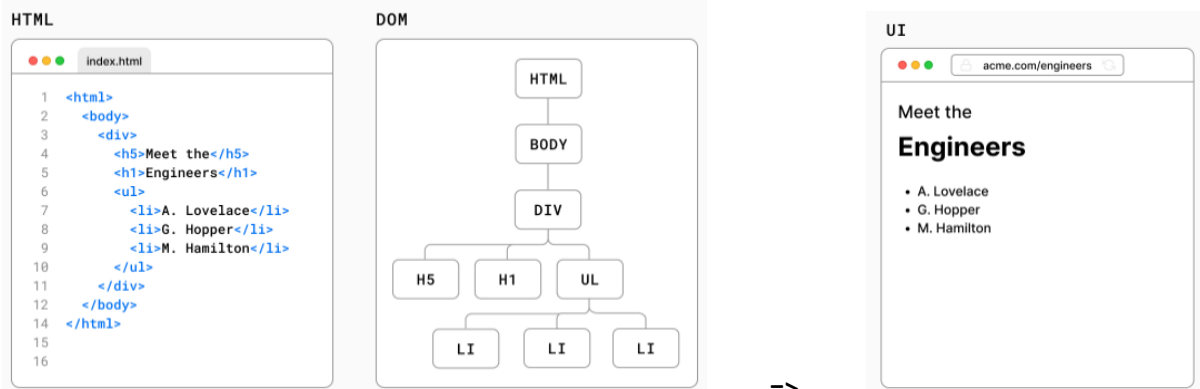 HTML
index.html
1 <html>
2 <body>
3 <div>
4 <h5>Meet the</h5>
5 <h1>Engineers</h1>
6 <ul>
7 <li>A. Lovelace</li>
8 <li>G. Hopper</li>
9 <li>M. Hamilton</li>
10 </ul>
11 </div>
12 </body>
14 </html>
15
16
DOM
HTML
BODY
DIV
H5 H1 UL
LI LI LI
=>
UI
acme.com/engineers
Meet the
Engineers
• A. Lovelace
• G. Hopper
• M. Hamilton